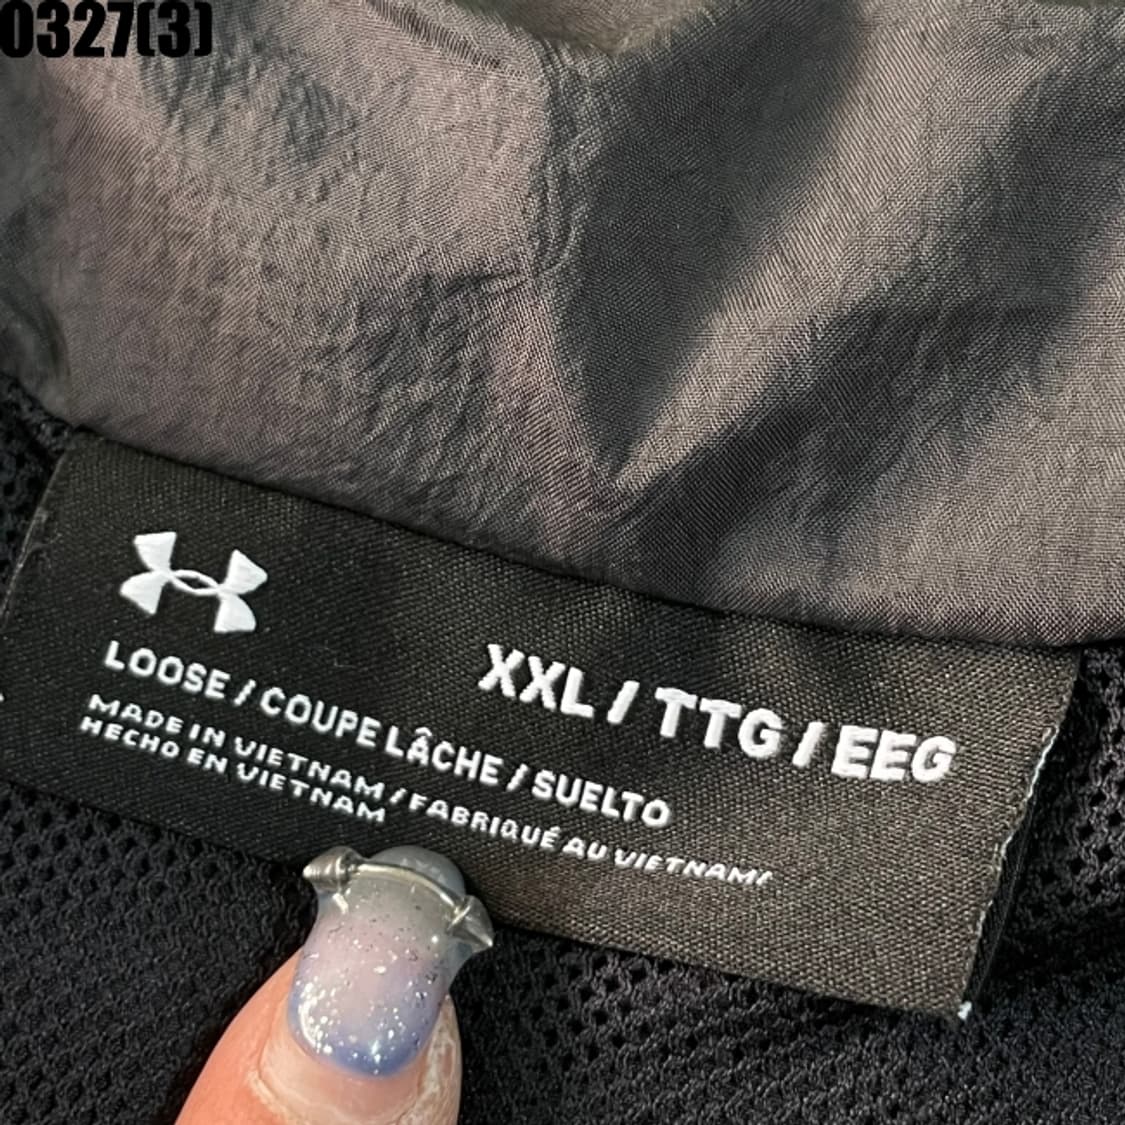 0327(3)
XXL / TTG / EEG
LOOSE / COUPE LÂCHE / SUELTO
MADE IN VIETNAM / FABRIQUÉ AU VIETNAM/
HECHO EN VIETNAM